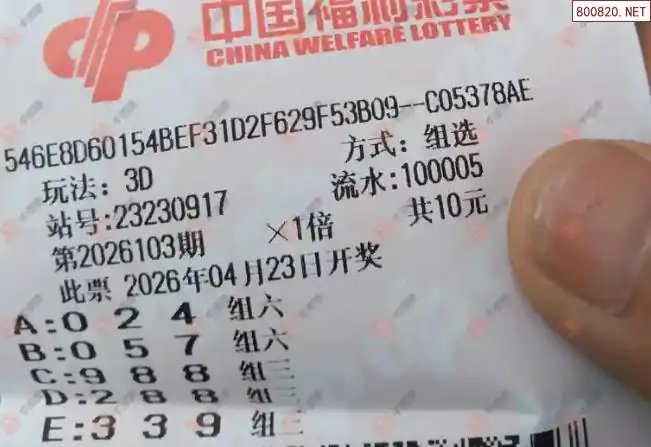 800820.NET
中国福利彩票
CHINA WELFARE LOTTERY
546E8D60154BEF31D2F629F53B09--C05378AE
玩法：3D 方式：组选
站号:23230917 流水:100005
第2026103期 ×1倍 共10元
此票 2026年04月23日开奖
A:0 2 4 组六
B:0 5 7 组六
C:9 8 8 组三
D:2 8 8 组三
E:3 3 9 组三